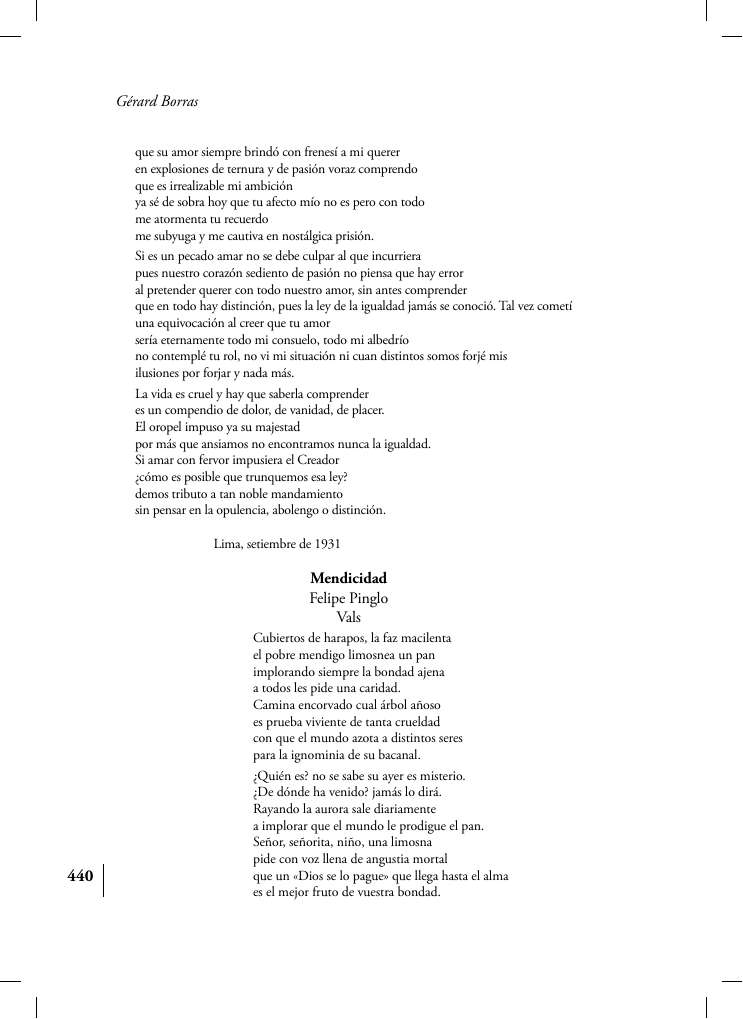 Gérard Borras
que su amor siempre brindó con frenesí a mi querer
en explosiones de ternura y de pasión voraz comprendo
que es irrealizable mi ambición
ya sé de sobra hoy que tu afecto mío no es pero con todo
me atormenta tu recuerdo
me subyuga y me cautiva en nostálgica prisión.
Si es un pecado amar no se debe culpar al que incurriera
pues nuestro corazón sediento de pasión no piensa que hay error
al pretender querer con todo nuestro amor, sin antes comprender
que en todo hay distinción, pues la ley de la igualdad jamás se conoció. Tal vez cometí
una equivocación al creer que tu amor
sería eternamente todo mi consuelo, todo mi albedrío
no contemplé tu rol, no vi mi situación ni cuan distintos somos forjé mis
ilusiones por forjar y nada más.
La vida es cruel y hay que saberla comprender
es un compendio de dolor, de vanidad, de placer.
El oropel impuso ya su majestad
por más que ansiamos no encontramos nunca la igualdad.
Si amar con fervor impusiera el Creador
¿cómo es posible que trunquemos esa ley?
demos tributo a tan noble mandamiento
sin pensar en la opulencia, abolengo o distinción.
Lima, setiembre de 1931
Mendicidad
Felipe Pinglo
Vals
Cubiertos de harapos, la faz macilenta
el pobre mendigo limosnea un pan
implorando siempre la bondad ajena
a todos les pide una caridad.
Camina encorvado cual árbol añoso
es prueba viviente de tanta crueldad
con que el mundo azota a distintos seres
para la ignominia de su bacanal.
¿Quién es? no se sabe su ayer es misterio.
¿De dónde ha venido? jamás lo dirá.
Rayando la aurora sale diariamente
a implorar que el mundo le prodigue el pan.
Señor, señorita, niño, una limosna
pide con voz llena de angustia mortal
que un «Dios se lo pague» que llega hasta el alma
es el mejor fruto de vuestra bondad.
440